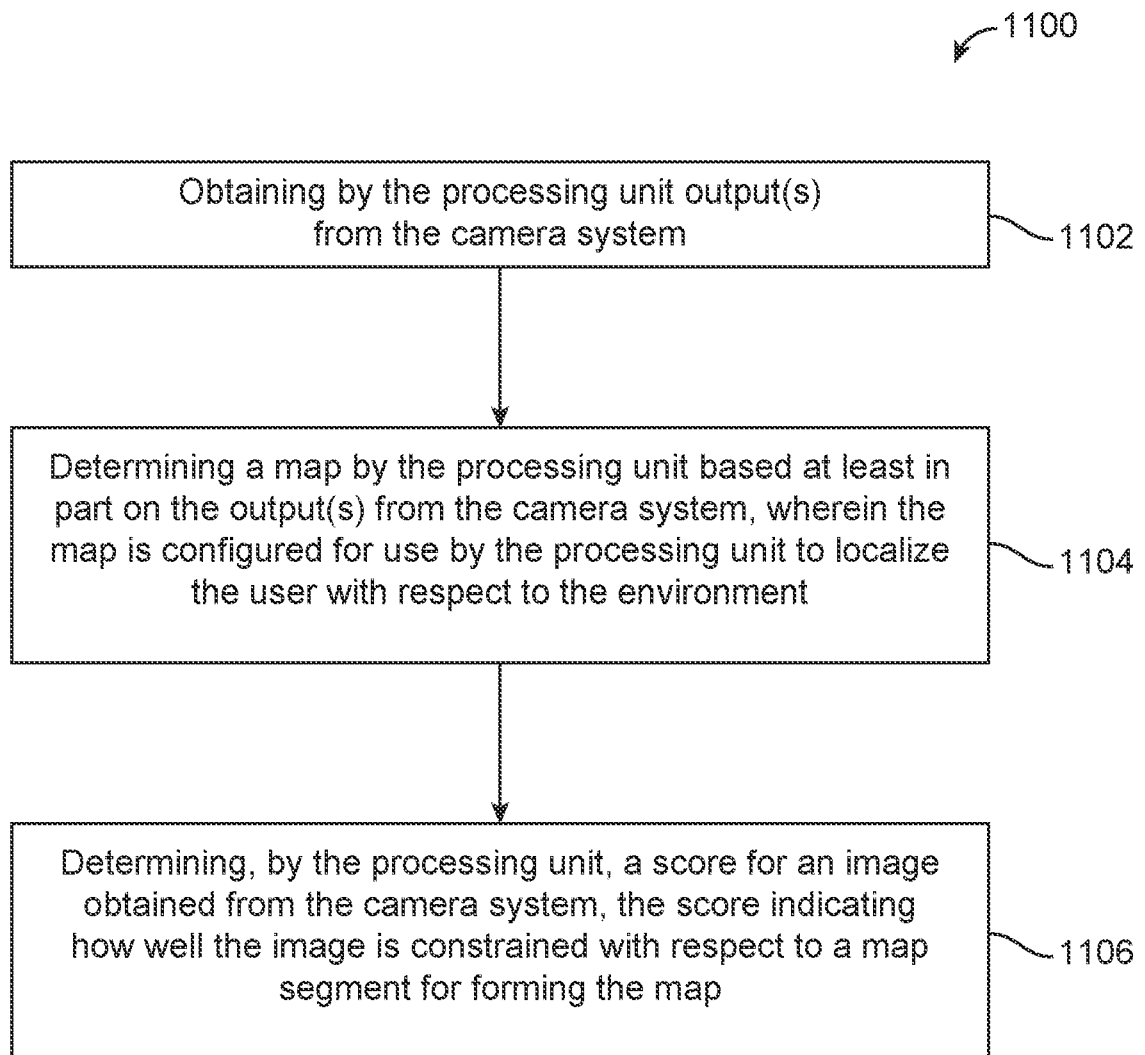 1100
Obtaining by the processing unit output(s)
from the camera system
1102
Determining a map by the processing unit based at least in
part on the output(s) from the camera system, wherein the
map is configured for use by the processing unit to localize
the user with respect to the environment
1104
Determining, by the processing unit, a score for an image
obtained from the camera system, the score indicating
how well the image is constrained with respect to a map
segment for forming the map
1106